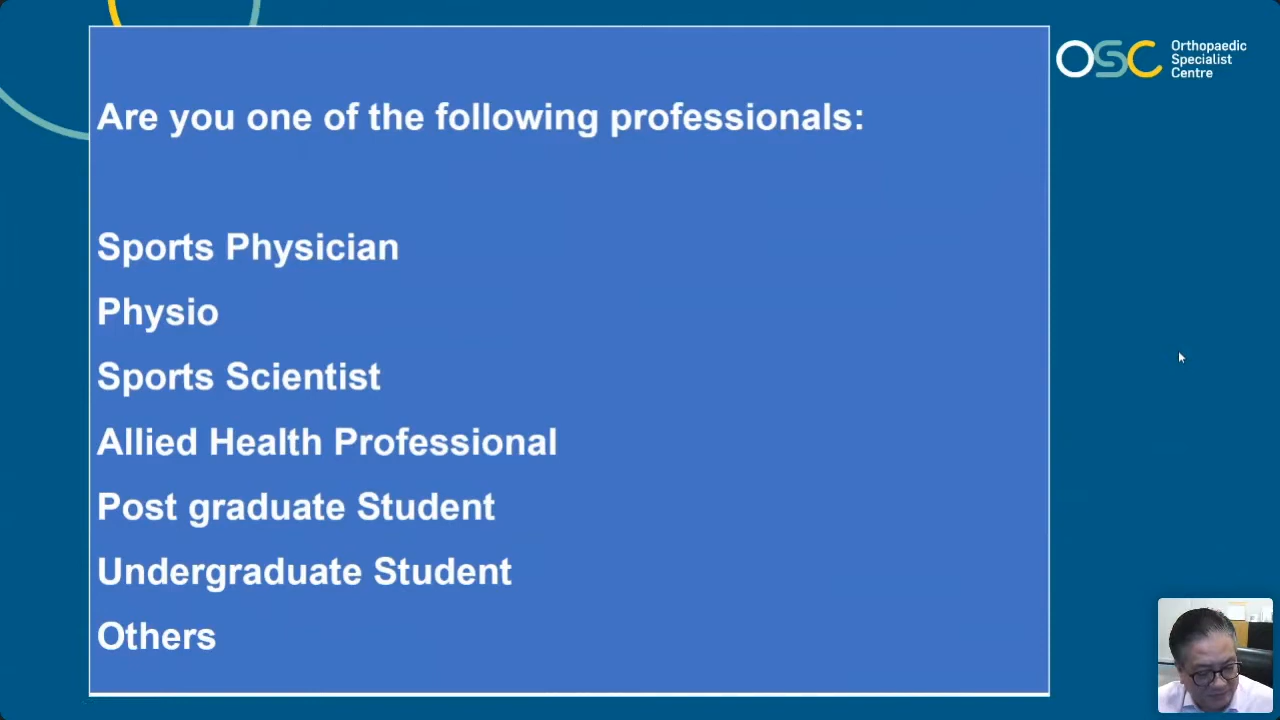 Are you one of the following professionals:
Sports Physician
Physio
Sports Scientist
Allied Health Professional
Post graduate Student
Undergraduate Student
Others
OSC
Orthopaedic
Specialist
Centre